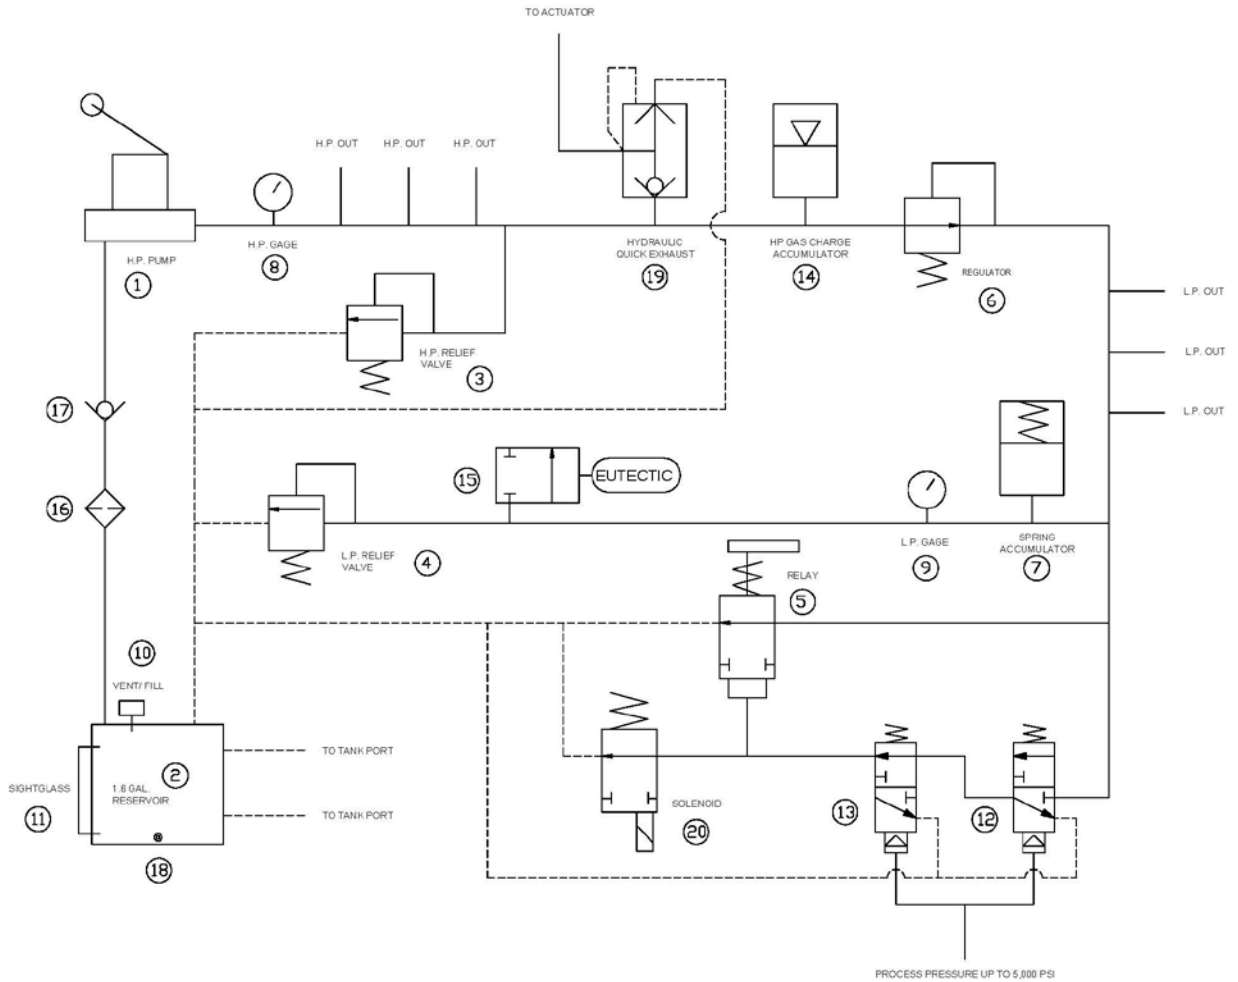 TO ACTUATOR
H.P. OUT
H.P. OUT
H.P. OUT
H.P. PUMP
1
H.P. GAGE
8
HYDRAULIC
QUICK EXHAUST
19
HP GAS CHARGE
ACCUMULATOR
14
REGULATOR
6
L.P. OUT
L.P. OUT
L.P. OUT
H.P. RELIEF
VALVE
3
17
15
EUTECTIC
16
L.P. RELIEF
VALVE
4
L.P. GAGE
9
SPRING
ACCUMULATOR
7
RELAY
5
10
VENT/ FILL
TO TANK PORT
2
1.6 GAL.
RESERVOIR
SIGHTGLASS
11
TO TANK PORT
18
SOLENOID
20
13
12
PROCESS PRESSURE UP TO 5,000 PSI